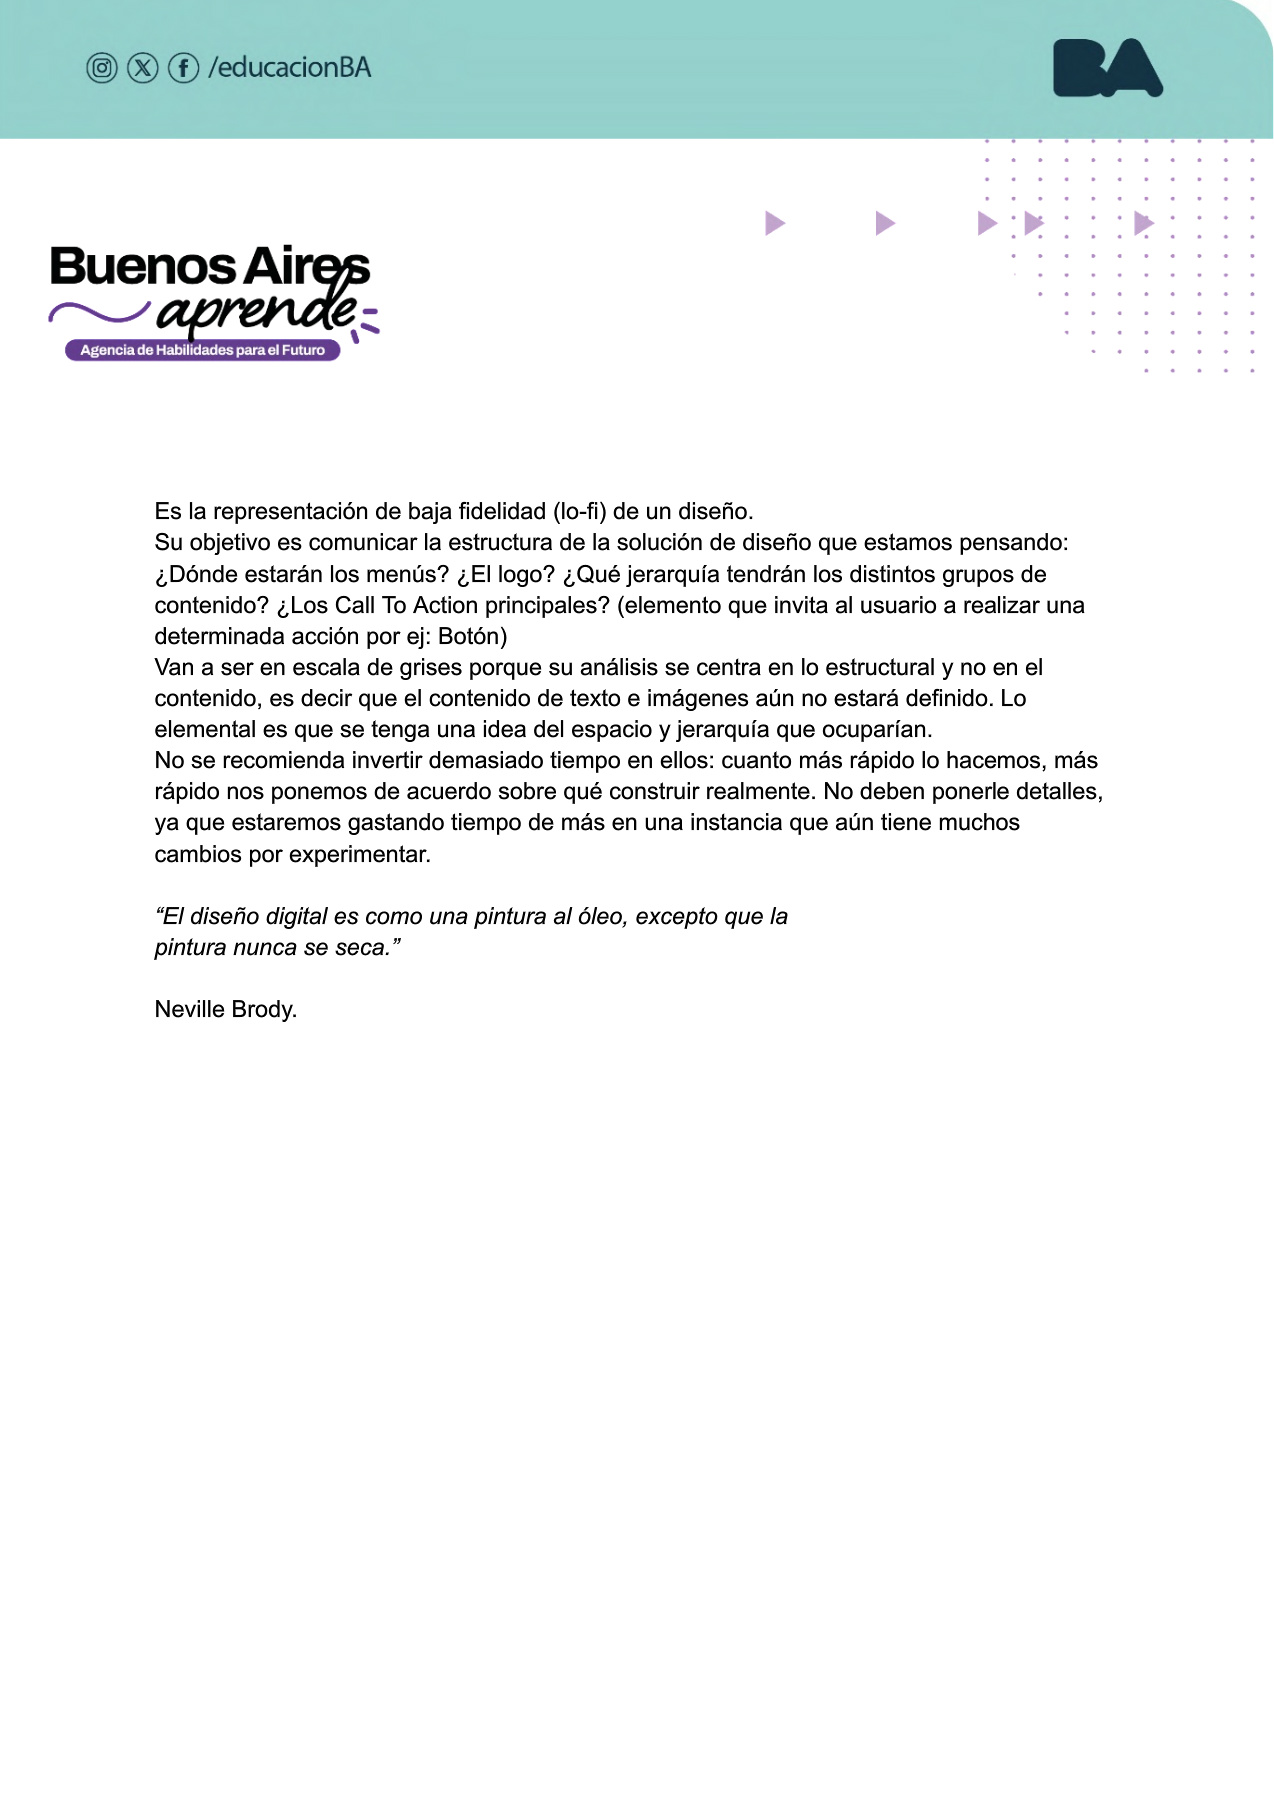 /educacionBA
BA
Buenos Aires
aprende
Agencia de Habilidades para el Futuro
Es la representación de baja fidelidad (lo-fi) de un diseño.
Su objetivo es comunicar la estructura de la solución de diseño que estamos pensando:
¿Dónde estarán los menús? ¿El logo? ¿Qué jerarquía tendrán los distintos grupos de
contenido? ¿Los Call To Action principales? (elemento que invita al usuario a realizar una
determinada acción por ej: Botón)
Van a ser en escala de grises porque su análisis se centra en lo estructural y no en el
contenido, es decir que el contenido de texto e imágenes aún no estará definido. Lo
elemental es que se tenga una idea del espacio y jerarquía que ocuparían.
No se recomienda invertir demasiado tiempo en ellos: cuanto más rápido lo hacemos, más
rápido nos ponemos de acuerdo sobre qué construir realmente. No deben ponerle detalles,
ya que estaremos gastando tiempo de más en una instancia que aún tiene muchos
cambios por experimentar.
“El diseño digital es como una pintura al óleo, excepto que la
pintura nunca se seca.”
Neville Brody.